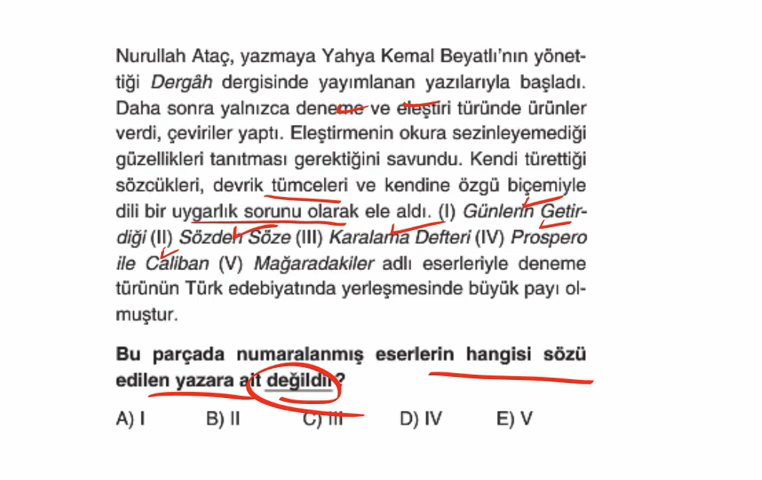 Nurullah Ataç, yazmaya Yahya Kemal Beyatlı'nın yönet-
tiği Dergâh dergisinde yayımlanan yazılarıyla başladı.
Daha sonra yalnızca deneme ve eleştiri türünde ürünler
verdi, çeviriler yaptı. Eleştirmenin okura sezinleyemediği
güzellikleri tanıtması gerektiğini savundu. Kendi türettiği
sözcükleri, devrik tümceleri ve kendine özgü biçemiyle
dili bir uygarlık sorunu olarak ele aldı. (I) Günlerin Getir-
diği (II) Sözden Söze (III) Karalama Defteri (IV) Prospero
ile Caliban (V) Mağaradakiler adlı eserleriyle deneme
türünün Türk edebiyatında yerleşmesinde büyük payı ol-
muştur.
Bu parçada numaralanmış eserlerin hangisi sözü
edilen yazara ait değildir?
A) I B) II C) III D) IV E) V